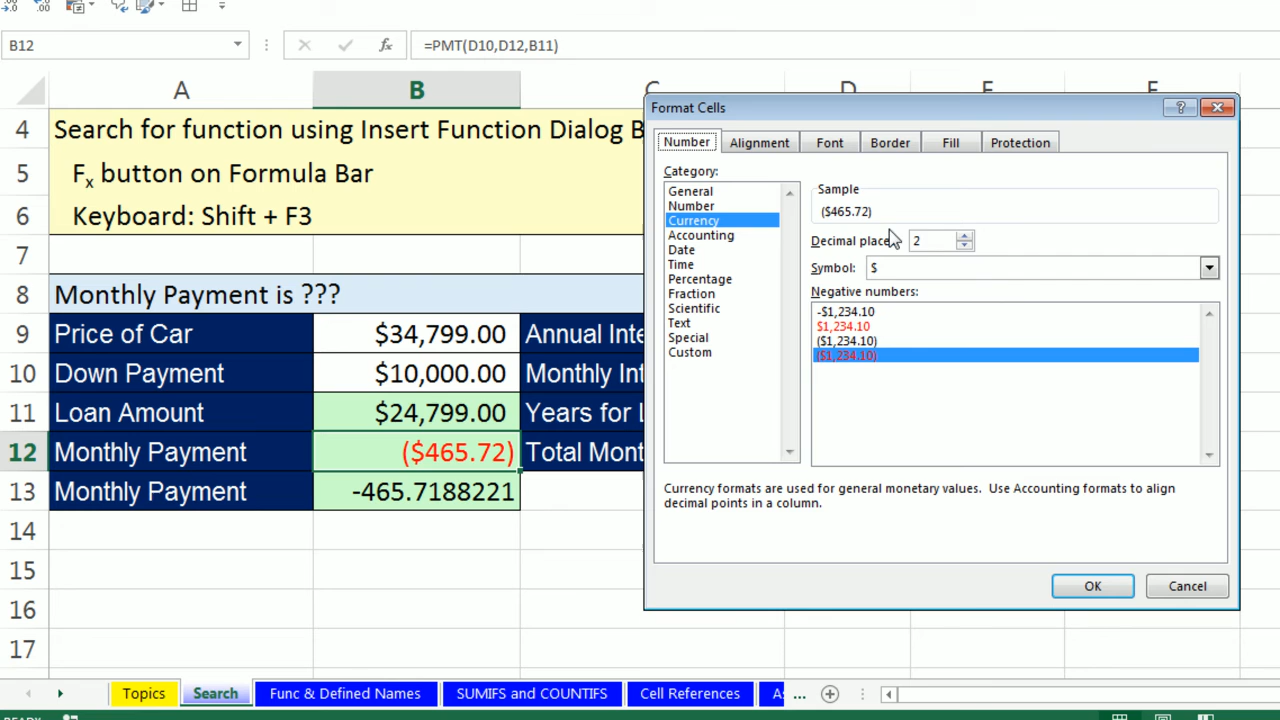 B12
fx
=PMT(D10,D12,B11)
A
B
4
Search for function using Insert Function Dialog B
5
Fx button on Formula Bar
6
Keyboard: Shift + F3
7
8
Monthly Payment is ???
9
Price of Car
$34,799.00
Annual Inte
10
Down Payment
$10,000.00
Monthly Int
11
Loan Amount
$24,799.00
Years for L
12
Monthly Payment
($465.72)
Total Mont
13
Monthly Payment
-465.7188221
14
15
16
17
Format Cells
Number
Alignment
Font
Border
Fill
Protection
Category:
General
Number
Currency
Accounting
Date
Time
Percentage
Fraction
Scientific
Text
Special
Custom
Sample
($465.72)
Decimal place
2
Symbol:
$
Negative numbers:
-$1,234.10
$1,234.10
($1,234.10)
($1,234.10)
Currency formats are used for general monetary values. Use Accounting formats to align
decimal points in a column.
OK
Cancel
Topics
Search
Func & Defined Names
SUMIFS and COUNTIFS
Cell References
...